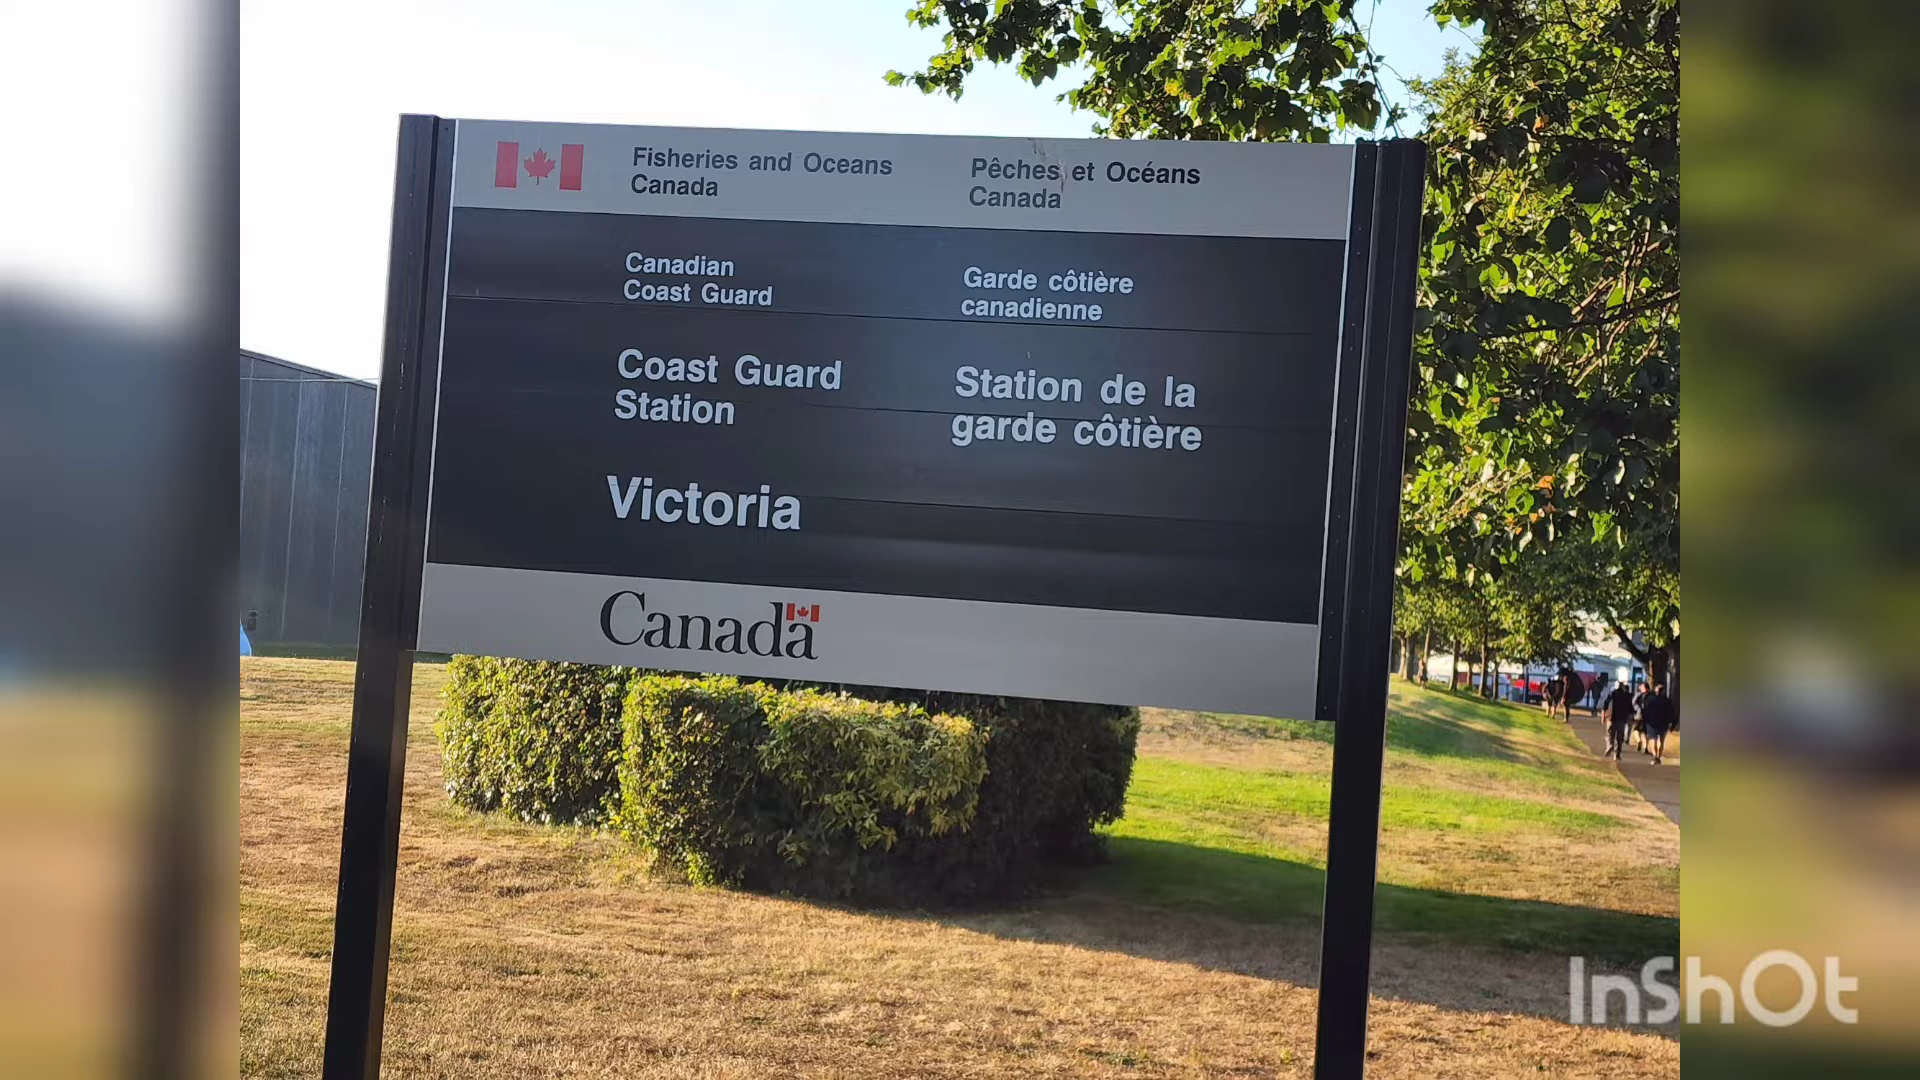 Fisheries and Oceans
Canada
Pêches et Océans
Canada
Canadian
Coast Guard
Garde côtière
canadienne
Coast Guard
Station
Station de la
garde côtière
Victoria
Canada
InShOt